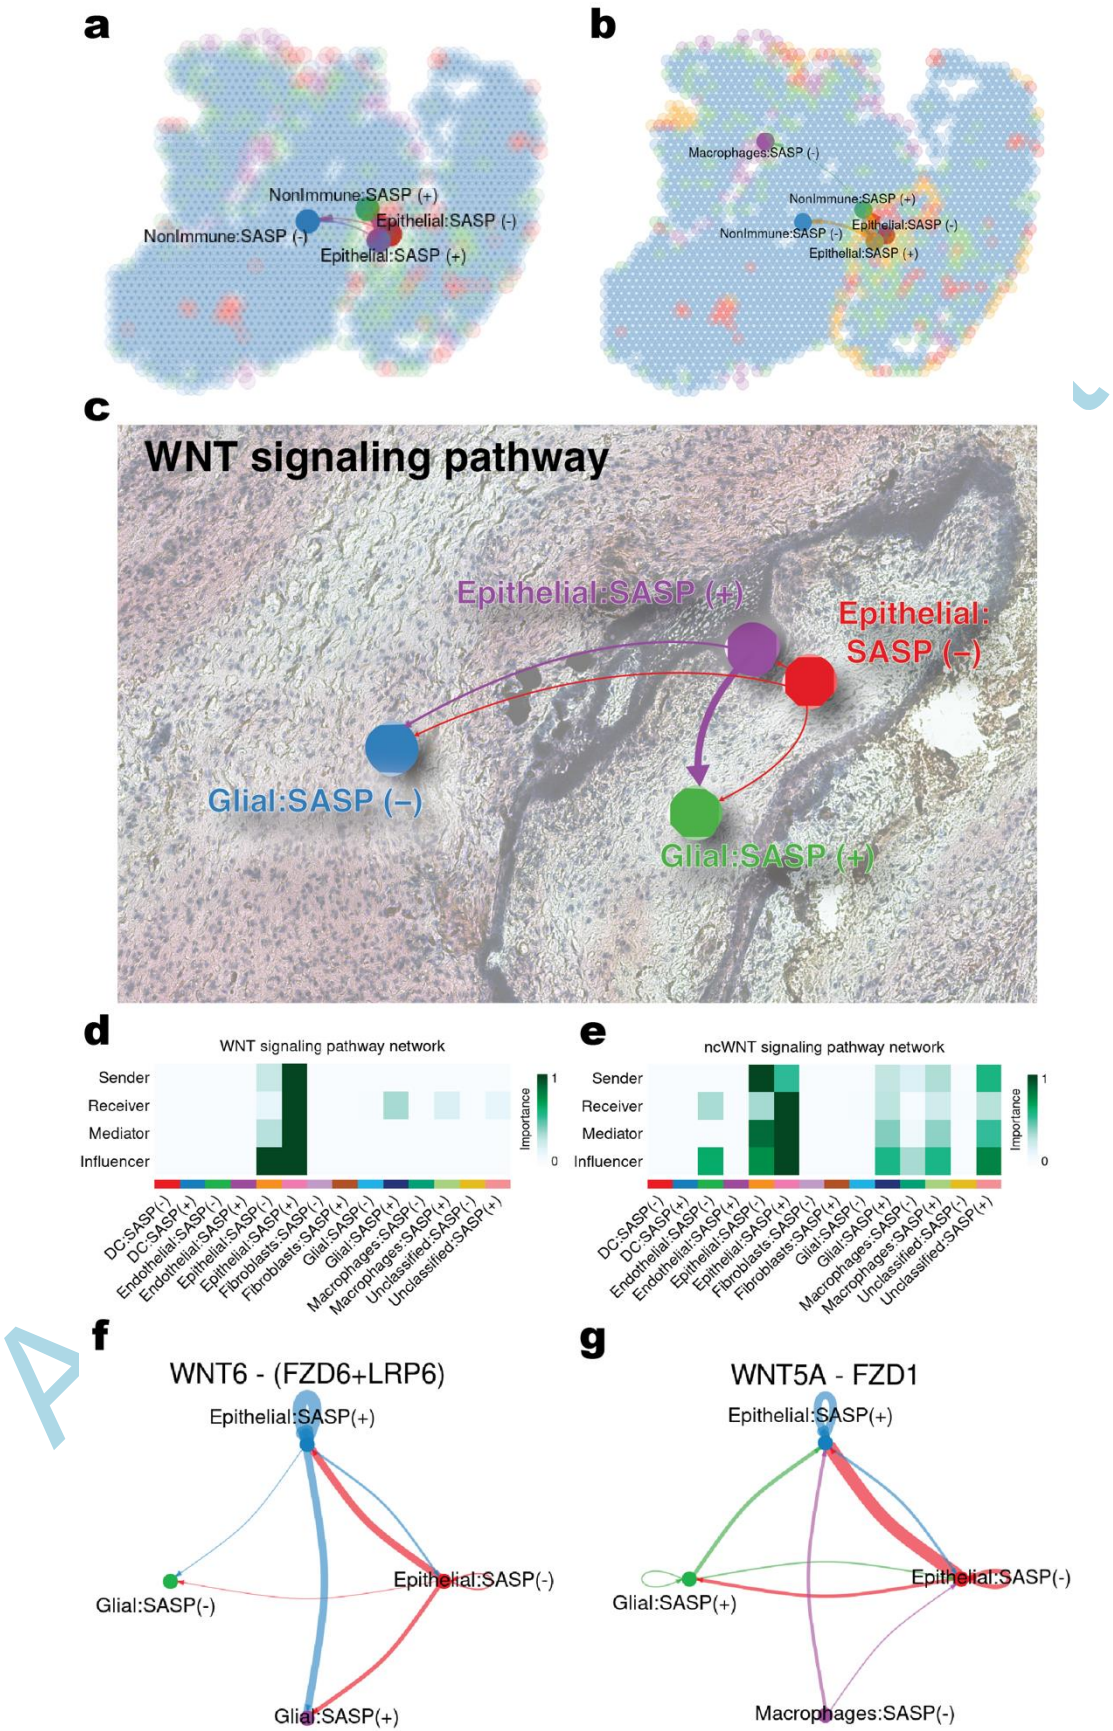 a
b
Macrophages:SASP (-)
NonImmune:SASP (+)
Epithelial:SASP (-)
NonImmune:SASP (-)
Epithelial:SASP (+)
NonImmune:SASP (+)
Epithelial:SASP (-)
NonImmune:SASP (-)
Epithelial:SASP (+)
c
WNT signaling pathway
Epithelial:SASP (+)
Epithelial:
SASP (–)
Glial:SASP (–)
Glial:SASP (+)
d
WNT signaling pathway network
Sender
Receiver
Mediator
Influencer
1
Importance
0
DC:SASP(-)
DC:SASP(+)
Endothelial:SASP(-)
Endothelial:SASP(+)
Epithelial:SASP(-)
Epithelial:SASP(+)
Fibroblasts:SASP(-)
Fibroblasts:SASP(+)
Glial:SASP(-)
Glial:SASP(+)
Macrophages:SASP(-)
Macrophages:SASP(+)
Unclassified:SASP(-)
Unclassified:SASP(+)
e
ncWNT signaling pathway network
Sender
Receiver
Mediator
Influencer
1
Importance
0
DC:SASP(-)
DC:SASP(+)
Endothelial:SASP(-)
Endothelial:SASP(+)
Epithelial:SASP(-)
Epithelial:SASP(+)
Fibroblasts:SASP(-)
Fibroblasts:SASP(+)
Glial:SASP(-)
Glial:SASP(+)
Macrophages:SASP(-)
Macrophages:SASP(+)
Unclassified:SASP(-)
Unclassified:SASP(+)
A
f
WNT6 - (FZD6+LRP6)
Epithelial:SASP(+)
Epithelial:SASP(-)
Glial:SASP(-)
Glial:SASP(+)
g
WNT5A - FZD1
Epithelial:SASP(+)
Epithelial:SASP(-)
Glial:SASP(+)
Macrophages:SASP(-)